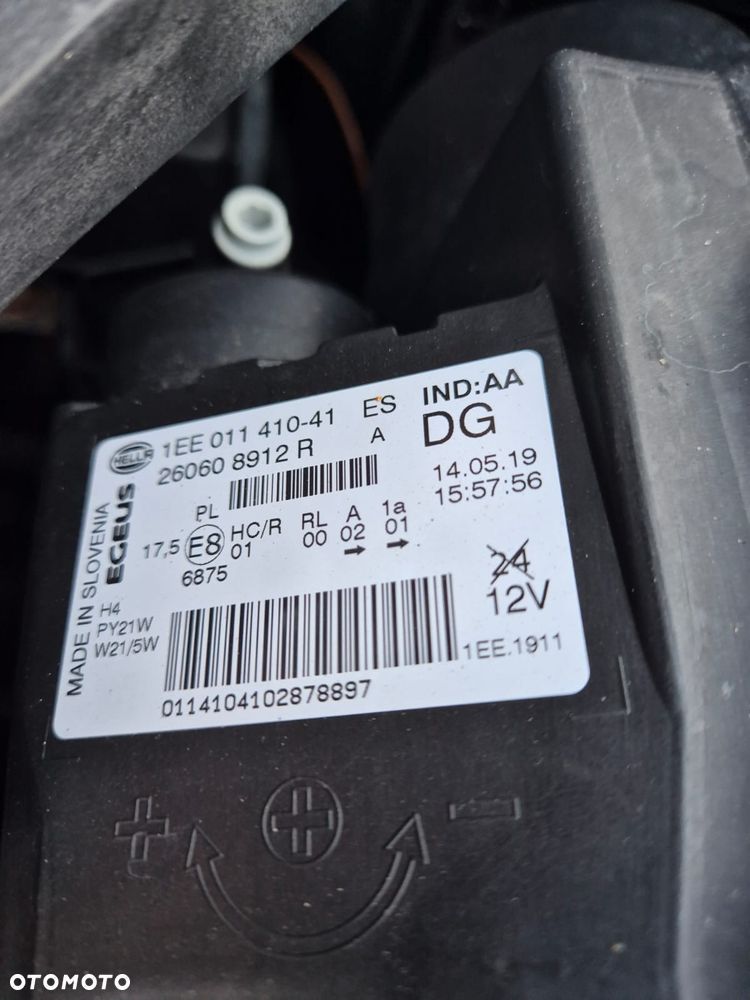 HELLA
1EE 011 410-41 ES IND:AA
26060 8912 R A DG
PL 14.05.19
15:57:56
17,5 E8 HC/R RL A 1a
01 00 02 01
→ →
6875
24
12V
H4
PY21W
W21/5W
1EE.1911
0114104102878897
MADE IN SLOVENIA
EGEUS
+ + −
OTOMOTO